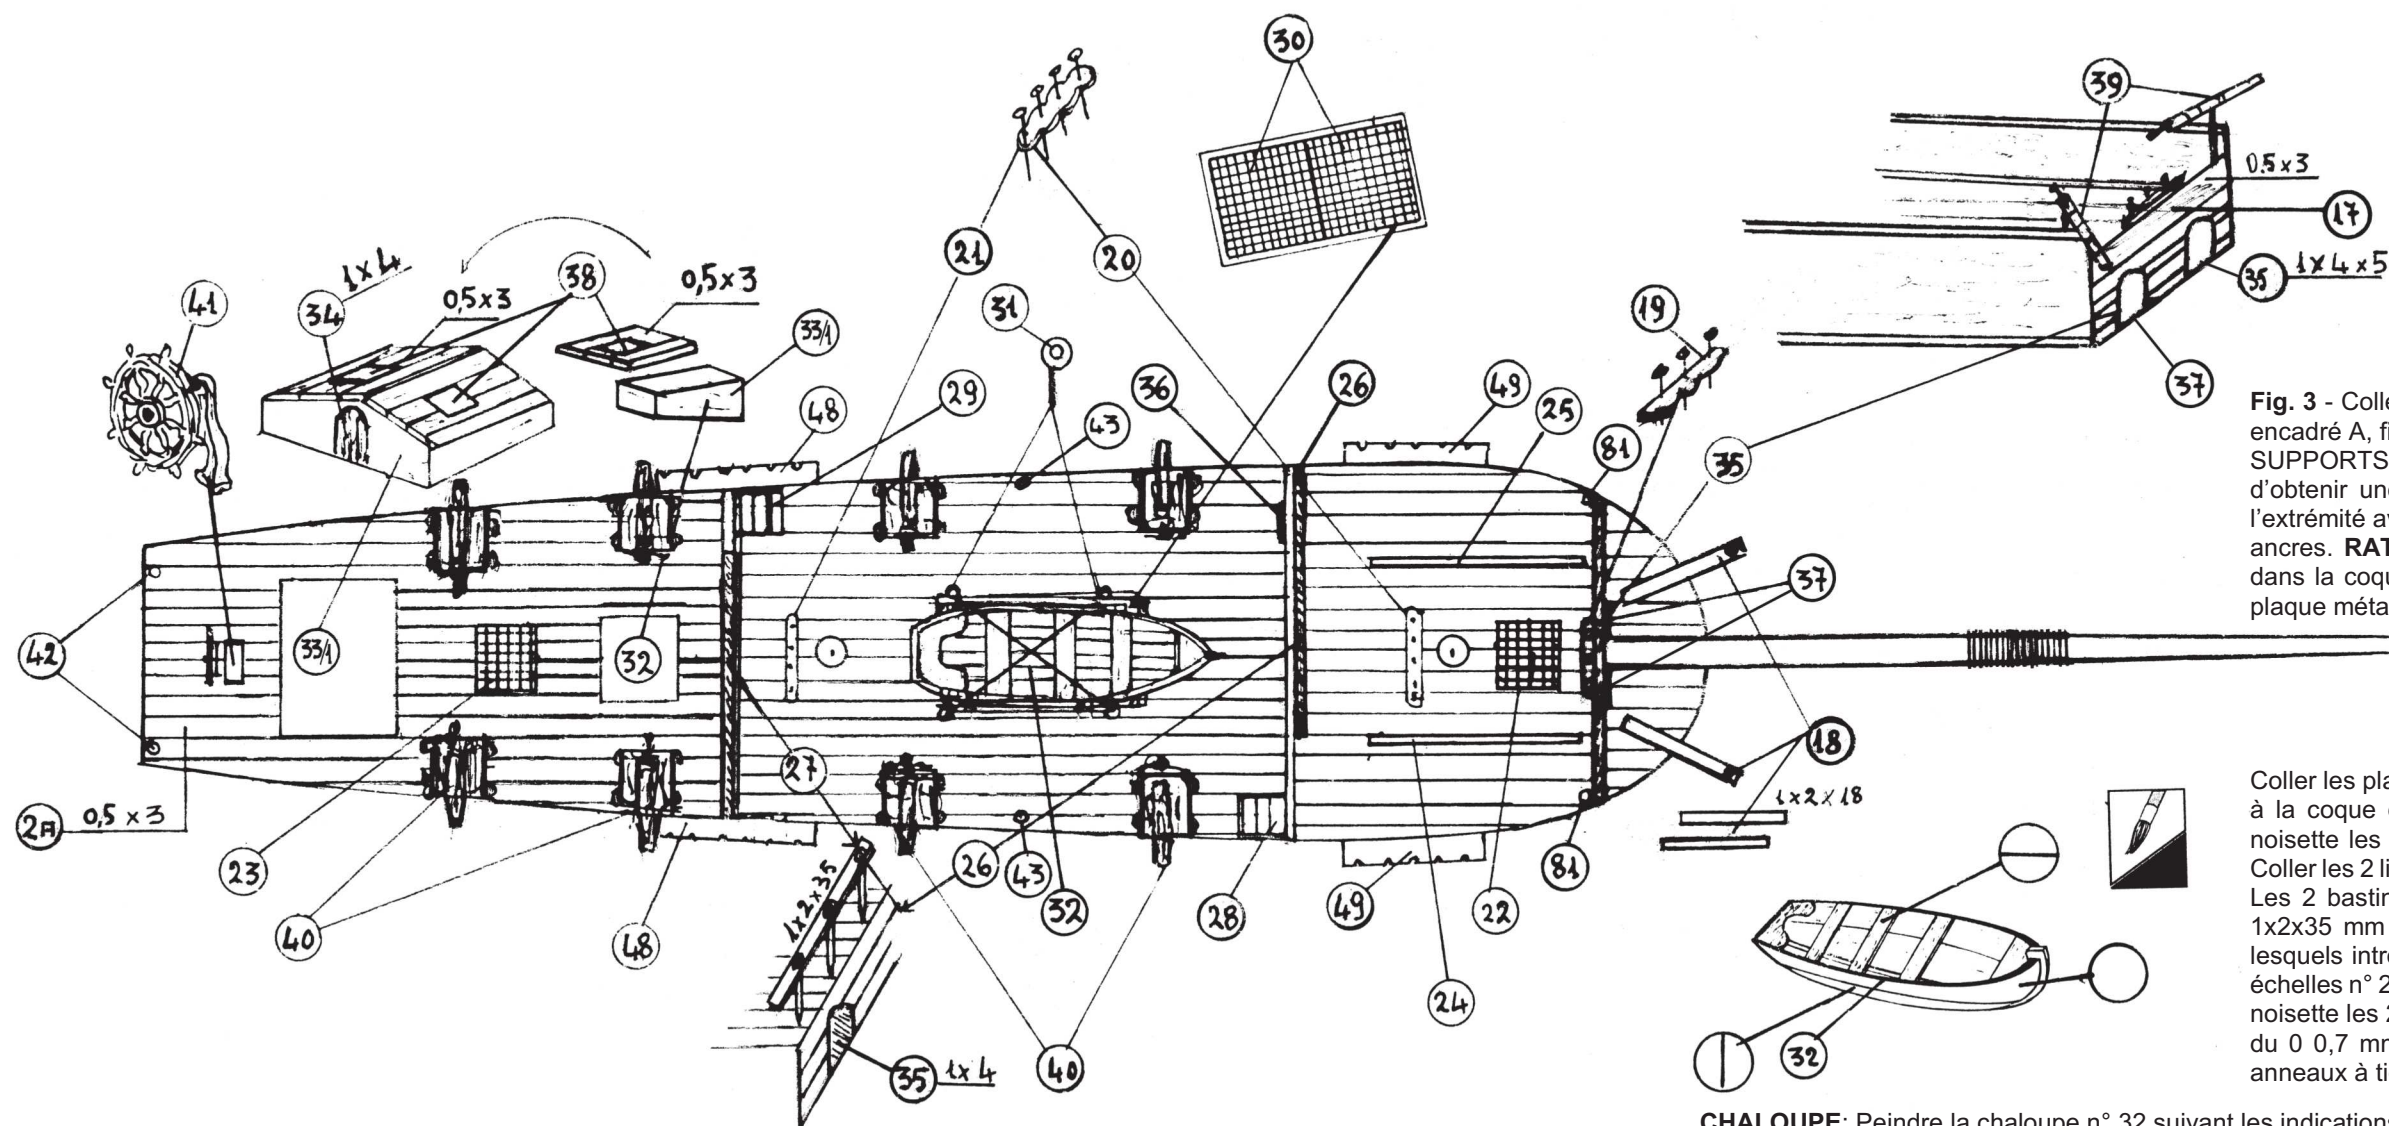 30
39
0.5x3
17
35 1x4x5
37
21
20
1x4
38
0,5x3
41
34
0,5x3
33/1
31
19
48
29
43
36
26
49
25
81
35
42
33/1
32
37
18
27
1x2x18
2A 0,5x3
23
26
43
32
28
49
22
81
40
48
1x2x35
24
35 1x4
40
32
Fig. 3 - Colle
encadré A, fi
SUPPORTS
d'obtenir une
l'extrémité av
ancres. RAT
dans la coqu
plaque méta
Coller les pla
à la coque
noisette les
Coller les 2 li
Les 2 bastin
1x2x35 mm
lesquels intr
échelles n° 2
noisette les 2
du 0 0,7 mm
anneaux à ti
CHALOUPE: Peindre la chaloupe n° 32 suivant les indications